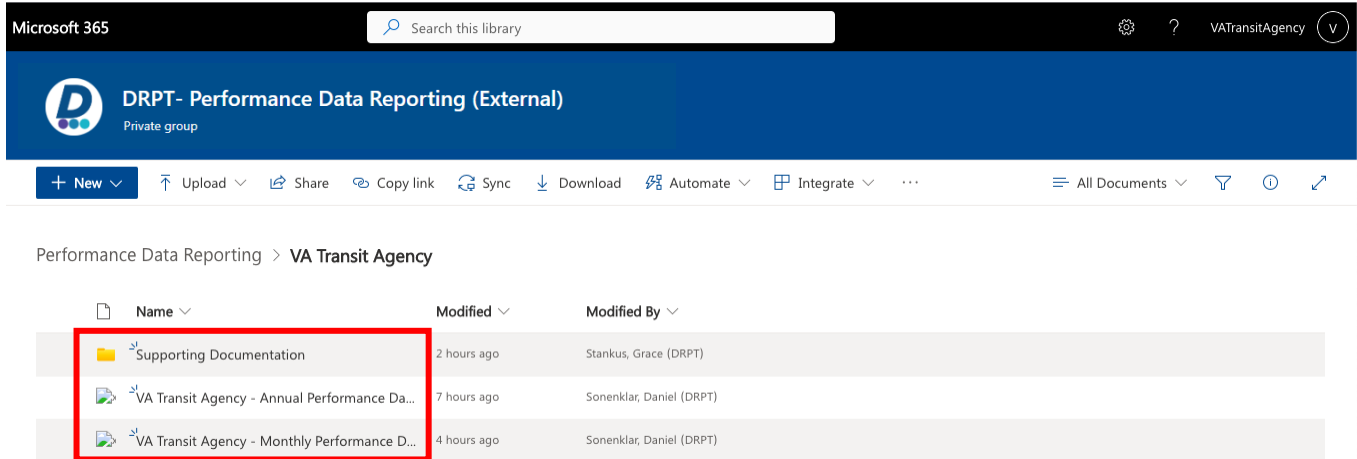 Microsoft 365 Search this library ? VATransitAgency V
DRPT- Performance Data Reporting (External)
Private group
New Upload Share Copy link Sync Download Automate Integrate ··· All Documents
Performance Data Reporting > VA Transit Agency
Name Modified Modified By
Supporting Documentation 2 hours ago Stankus, Grace (DRPT)
VA Transit Agency - Annual Performance Da... 7 hours ago Sonenklar, Daniel (DRPT)
VA Transit Agency - Monthly Performance D... 4 hours ago Sonenklar, Daniel (DRPT)